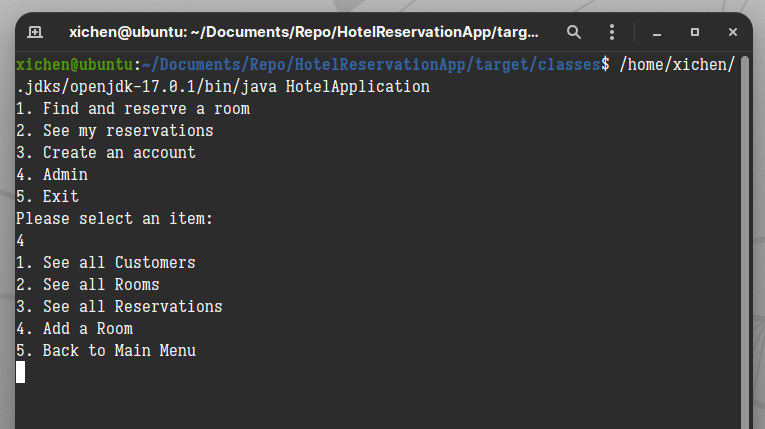 xichen@ubuntu: ~/Documents/Repo/HotelReservationApp/targ...
xichen@ubuntu:~/Documents/Repo/HotelReservationApp/target/classes$ /home/xichen/
.jdks/openjdk-17.0.1/bin/java HotelApplication
1. Find and reserve a room
2. See my reservations
3. Create an account
4. Admin
5. Exit
Please select an item:
4
1. See all Customers
2. See all Rooms
3. See all Reservations
4. Add a Room
5. Back to Main Menu